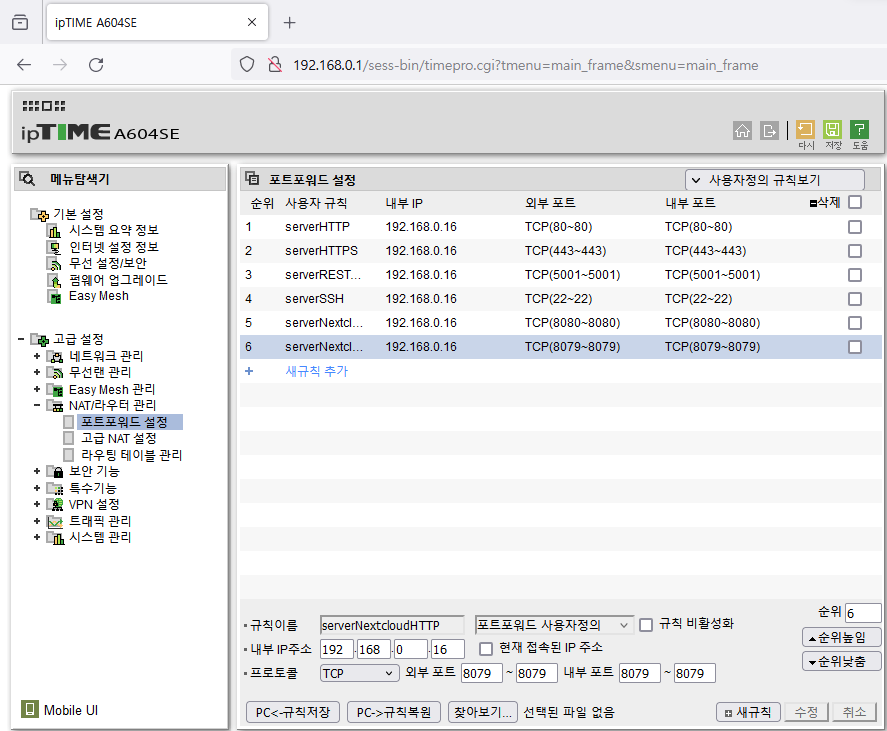 ipTIME A604SE
192.168.0.1/sess-bin/timepro.cgi?tmenu=main_frame&smenu=main_frame
ipTIME A604SE
다시 저장 도움
메뉴탐색기
기본 설정
시스템 요약 정보
인터넷 설정 정보
무선 설정/보안
펌웨어 업그레이드
Easy Mesh
고급 설정
네트워크 관리
무선랜 관리
Easy Mesh 관리
NAT/라우터 관리
포트포워드 설정
고급 NAT 설정
라우팅 테이블 관리
보안 기능
특수기능
VPN 설정
트래픽 관리
시스템 관리
Mobile UI
포트포워드 설정 사용자정의 규칙보기
순위 사용자 규칙 내부 IP 외부 포트 내부 포트 삭제
1 serverHTTP 192.168.0.16 TCP(80~80) TCP(80~80)
2 serverHTTPS 192.168.0.16 TCP(443~443) TCP(443~443)
3 serverREST... 192.168.0.16 TCP(5001~5001) TCP(5001~5001)
4 serverSSH 192.168.0.16 TCP(22~22) TCP(22~22)
5 serverNextcl... 192.168.0.16 TCP(8080~8080) TCP(8080~8080)
6 serverNextcl... 192.168.0.16 TCP(8079~8079) TCP(8079~8079)
+ 새규칙 추가
순위 6
규칙이름 serverNextcloudHTTP 포트포워드 사용자정의 규칙 비활성화
순위높임
내부 IP주소 192 . 168 . 0 . 16 현재 접속된 IP 주소
순위낮춤
프로토콜 TCP 외부 포트 8079 ~ 8079 내부 포트 8079 ~ 8079
PC<-규칙저장 PC->규칙복원 찾아보기... 선택된 파일 없음 새규칙 수정 취소